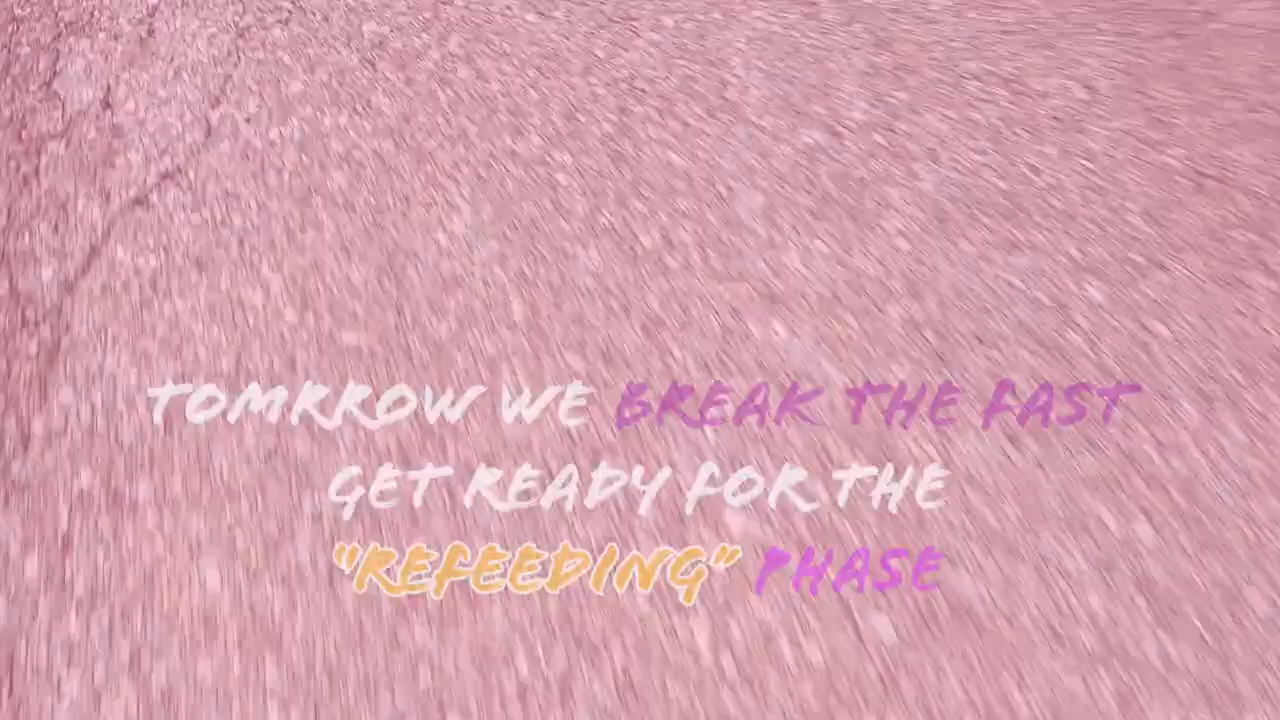 TOMRROW WE BREAK THE FAST
GET READY FOR THE
"REFEEDING" PHASE